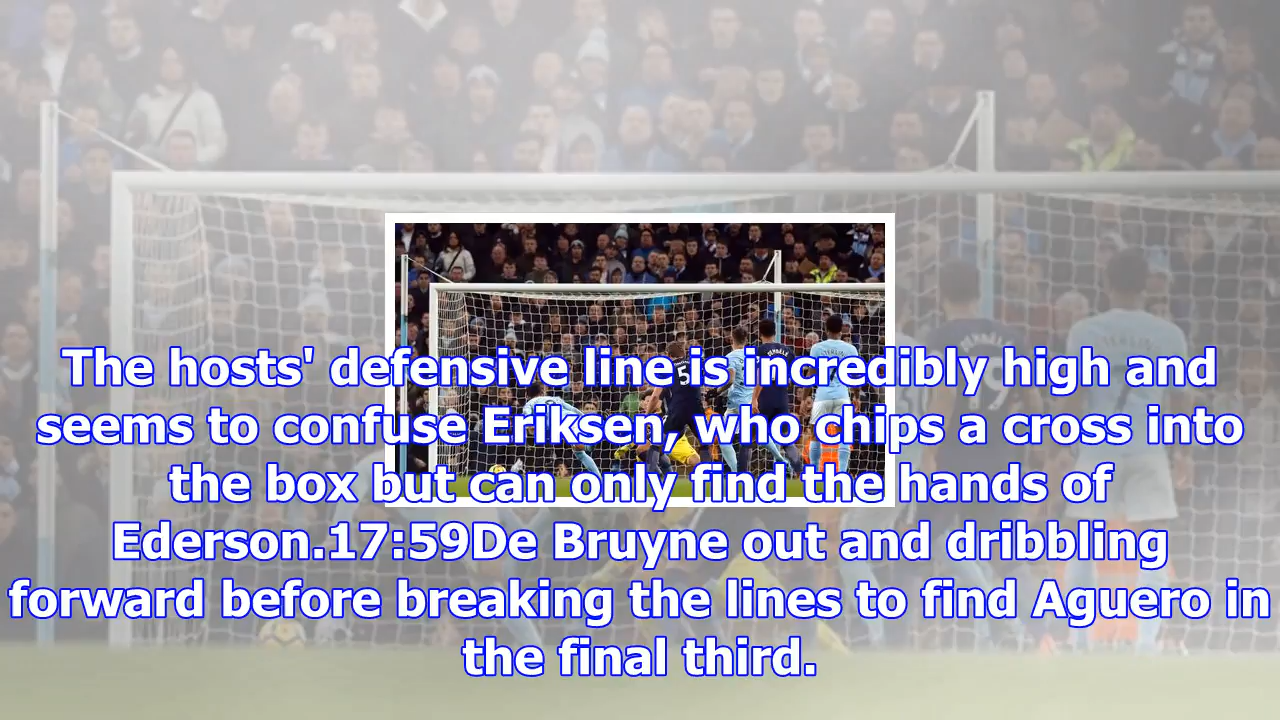 The hosts' defensive line is incredibly high and
seems to confuse Eriksen, who chips a cross into
the box but can only find the hands of
Ederson.17:59De Bruyne out and dribbling
forward before breaking the lines to find Aguero in
the final third.